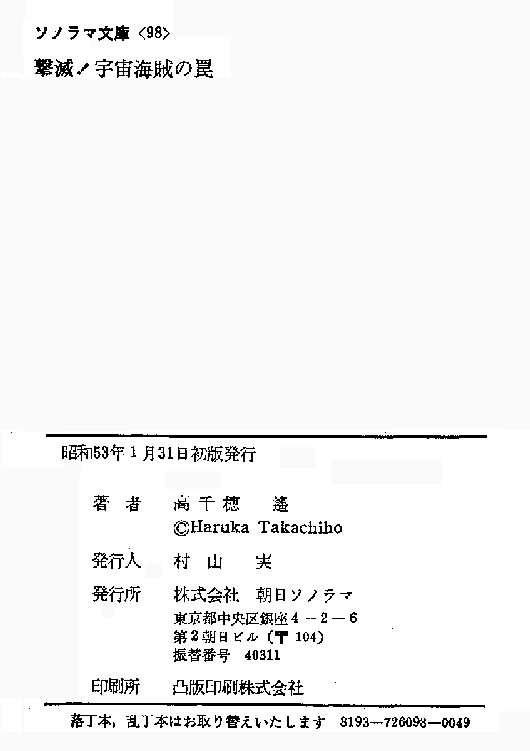 ソノラマ文庫〈98〉
撃滅！宇宙海賊の罠
昭和53年1月31日初版発行
著者 高千穂 遙
©Haruka Takachiho
発行人 村山 実
発行所 株式会社 朝日ソノラマ
東京都中央区銀座4－2－6
第2朝日ビル（〒104）
振替番号 40311
印刷所 凸版印刷株式会社
落丁本，乱丁本はお取り替えいたします 8193―726098―0049